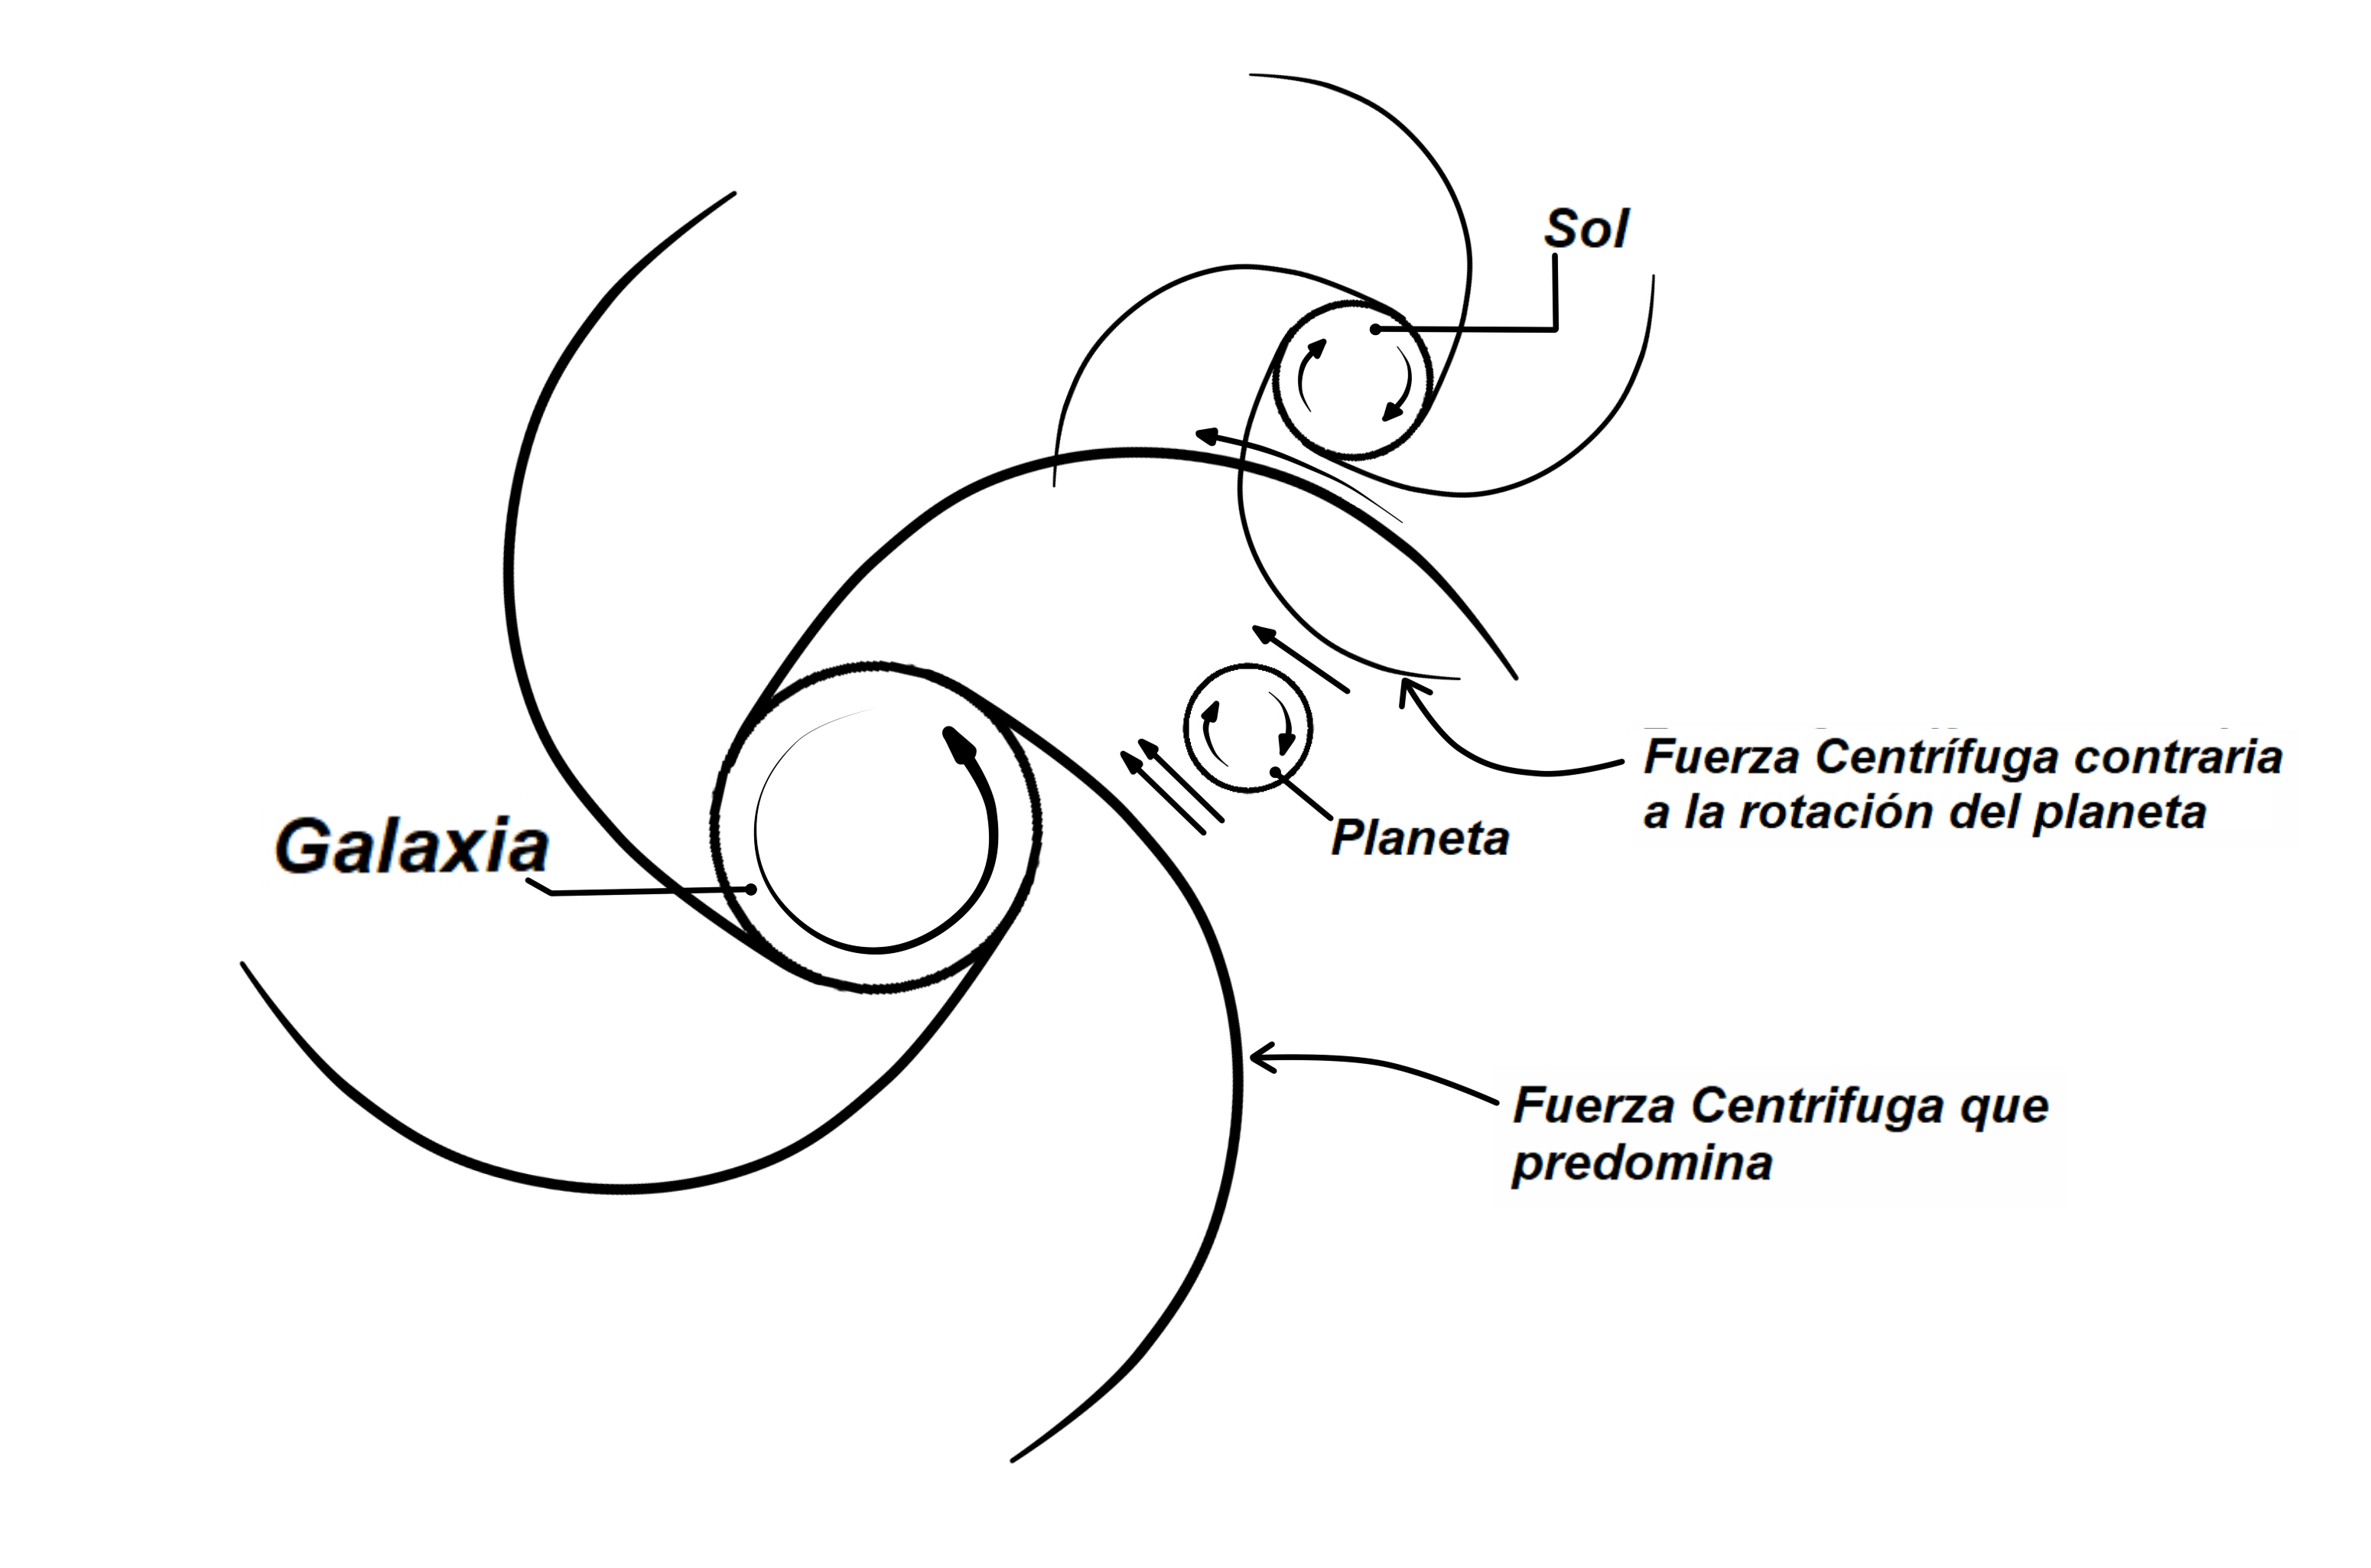 Sol
Fuerza Centrífuga contraria
a la rotación del planeta
Planeta
Galaxia
Fuerza Centrifuga que
predomina